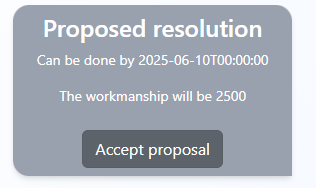 Proposed resolution
Can be done by 2025-06-10T00:00:00
The workmanship will be 2500
Accept proposal